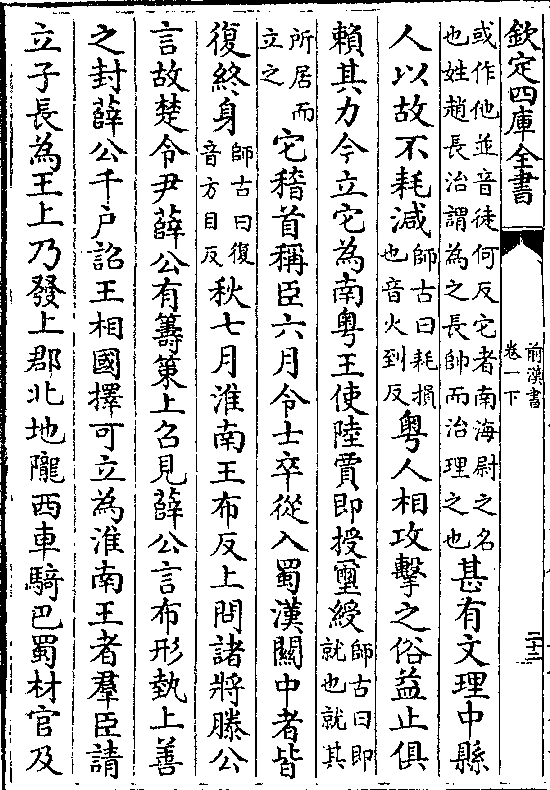 欽定四庫全書
前漢書
卷一下
二十二
或作他並音徒何反它者南海尉之名
也姓趙長治謂為之長帥而治理之也
甚有文理中縣
人以故不耗減師古曰耗損
也音火到反粤人相攻擊之俗益止俱
賴其力今立它為南粤王使陸賈即授璽綬師古曰即
就也就其
所居而
立之它稽首稱臣六月令士卒從入蜀漢關中者皆
復終身師古曰復
音方目反秋七月淮南王布反上問諸將滕公
言故楚令尹薛公有籌策上召見薛公言布形埶上善
之封薛公千戶詔王相國擇可立為淮南王者羣臣請
立子長為王上乃發上郡北地隴西車騎巴蜀材官及